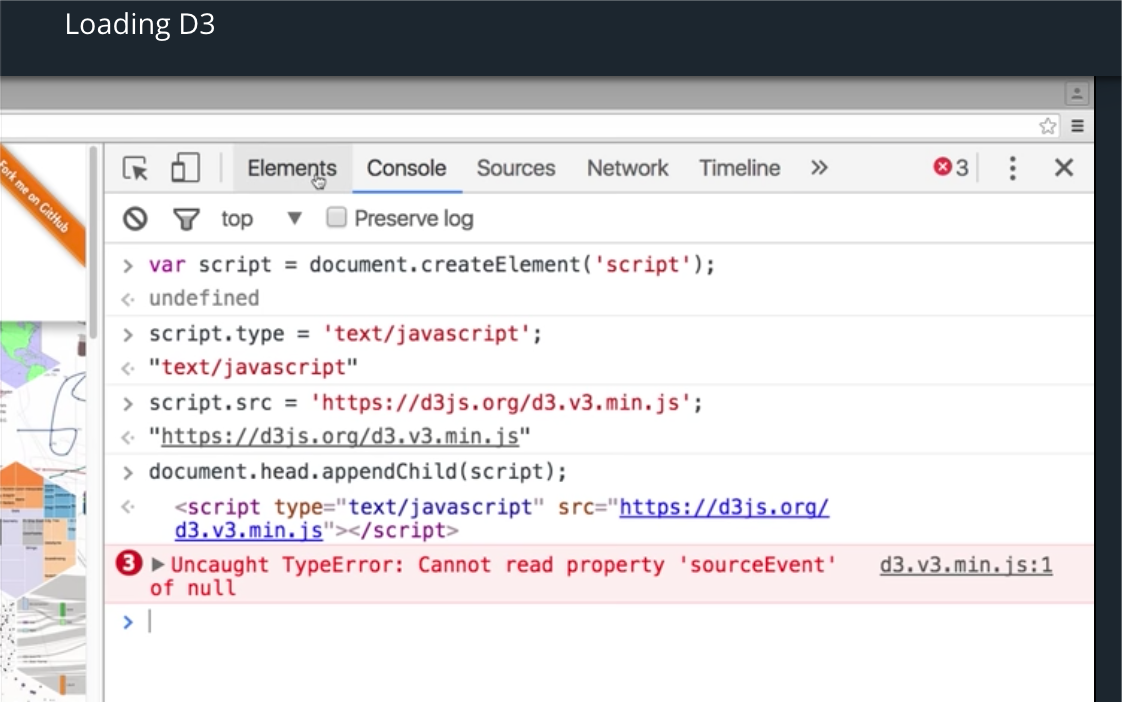 Loading D3
Fork me on GitHub
Elements Console Sources Network Timeline » 3
top Preserve log
> var script = document.createElement('script');
undefined
> script.type = 'text/javascript';
"text/javascript"
> script.src = 'https://d3js.org/d3.v3.min.js';
"https://d3js.org/d3.v3.min.js"
> document.head.appendChild(script);
<script type="text/javascript" src="https://d3js.org/
d3.v3.min.js"></script>
3 Uncaught TypeError: Cannot read property 'sourceEvent' d3.v3.min.js:1
of null
>